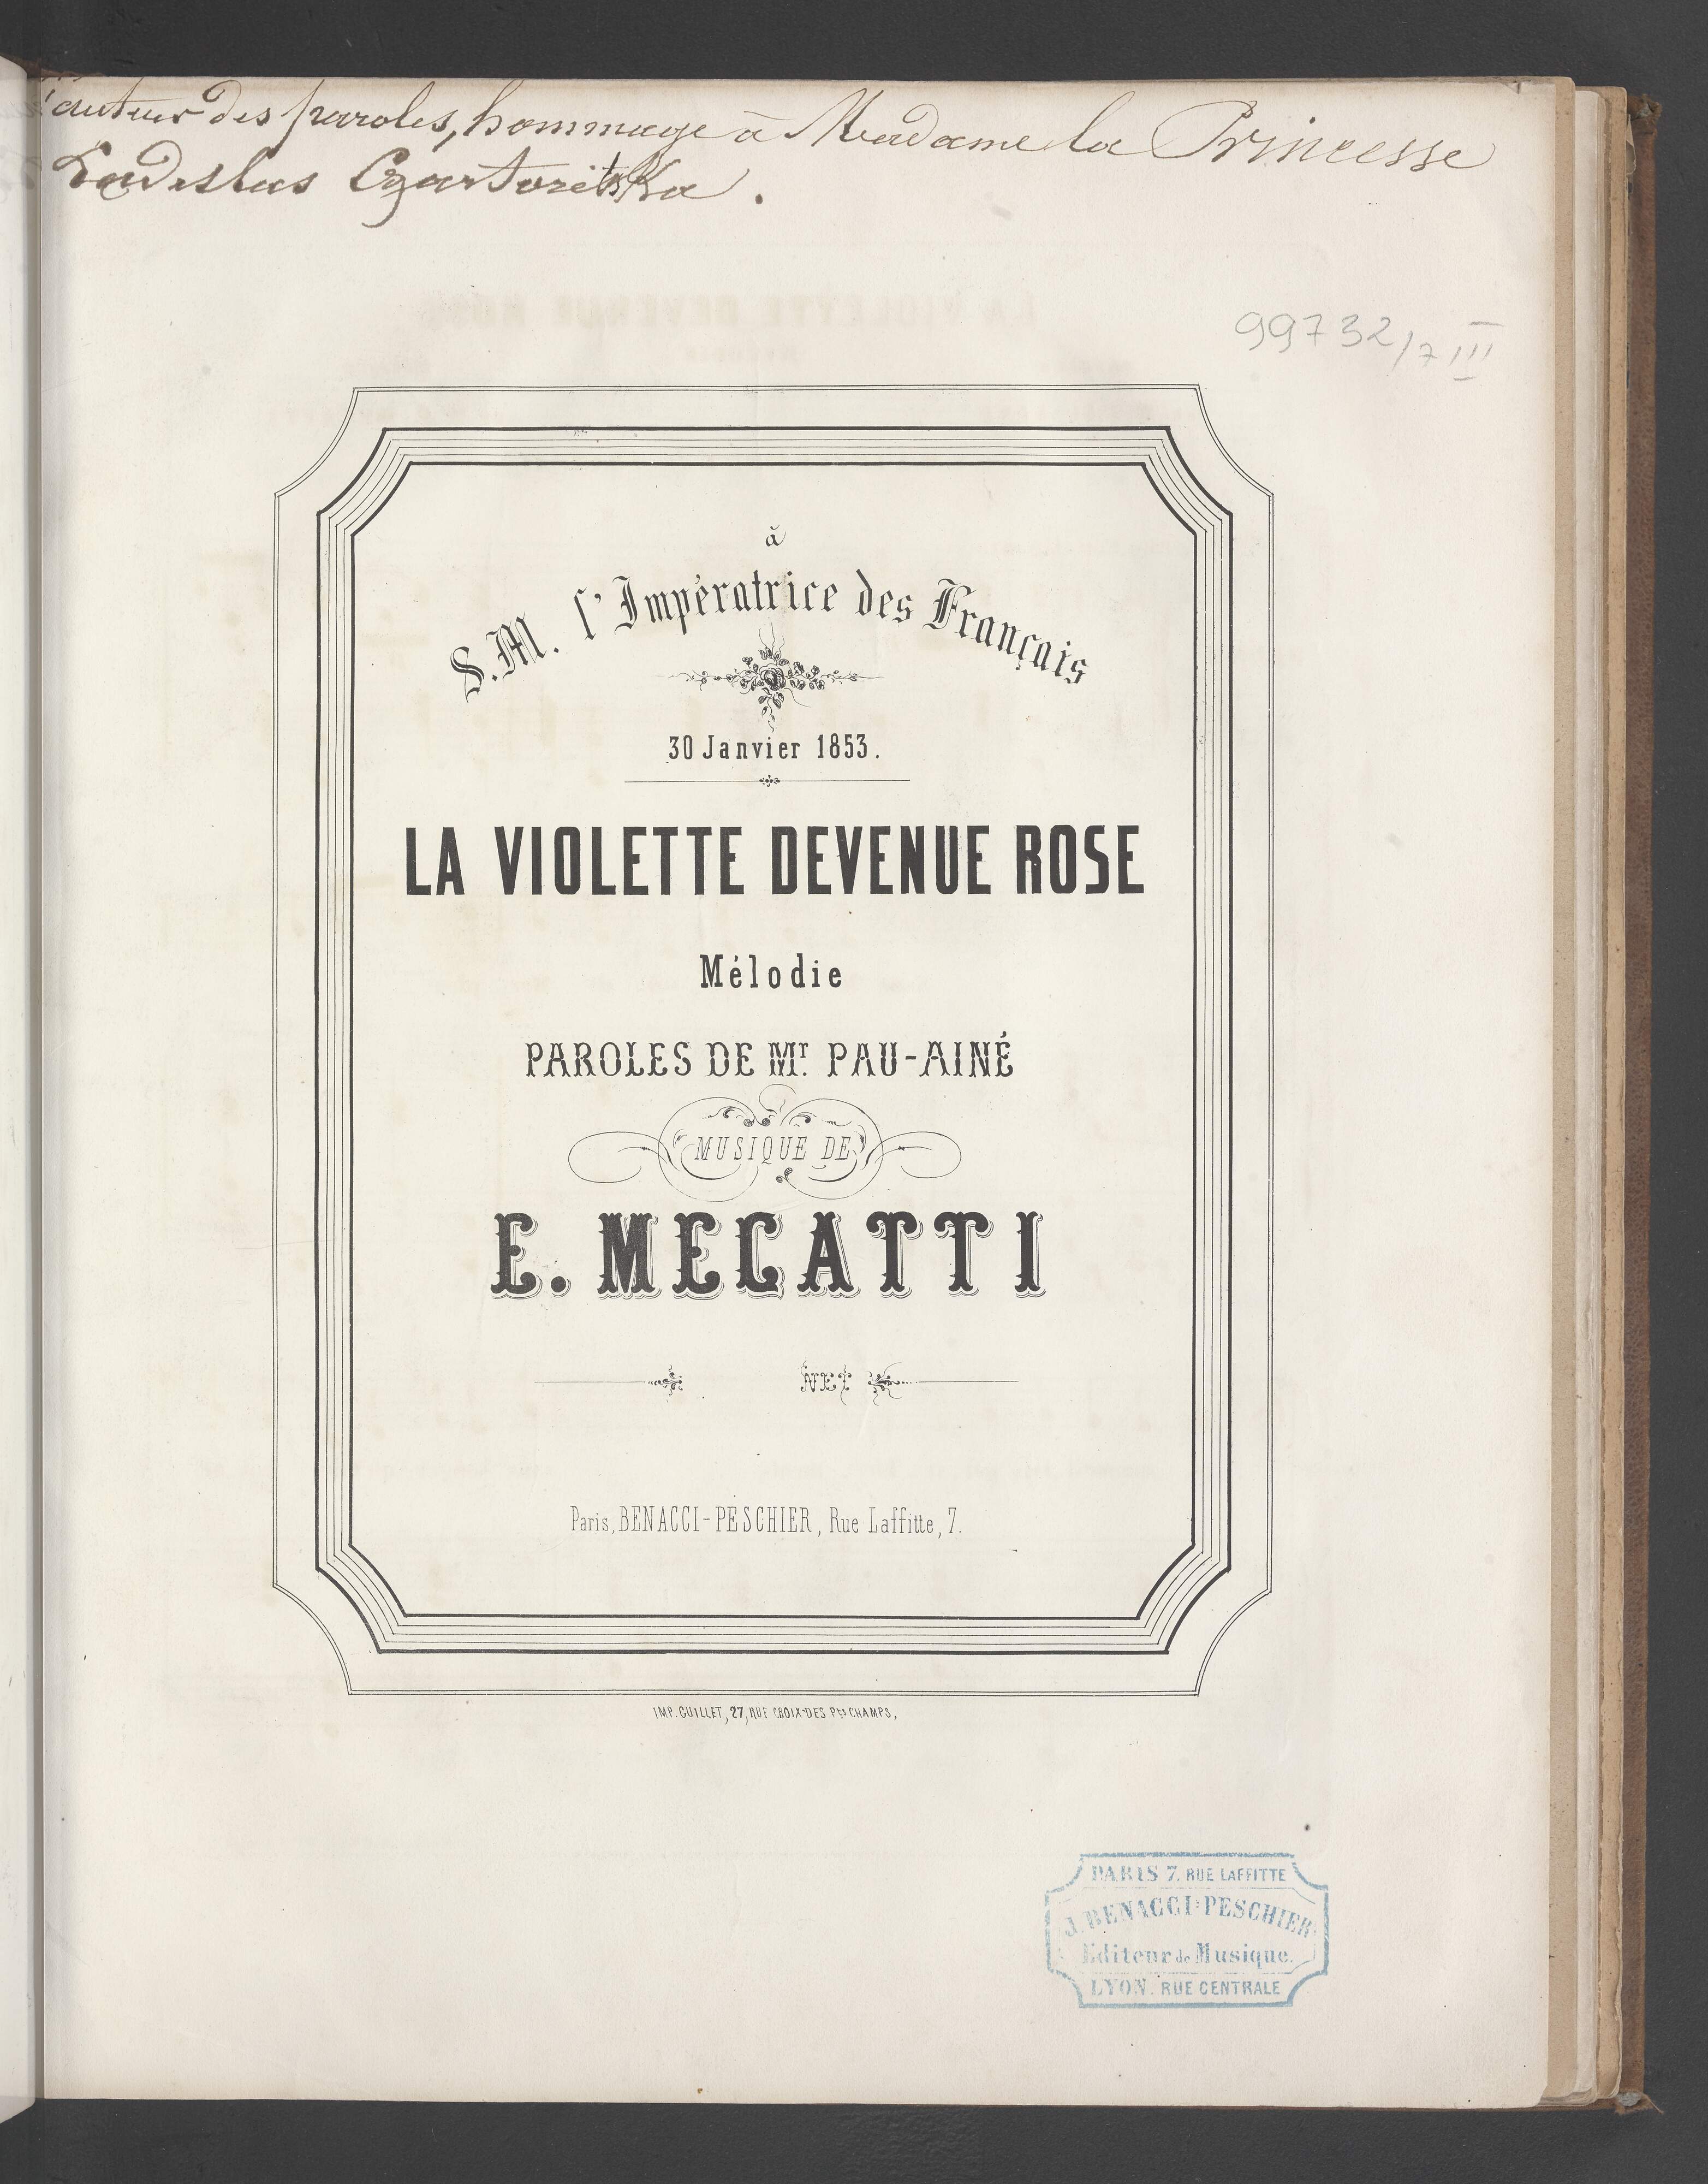 l'auteur des paroles, hommage à Madame la Princesse
Ladislas Czartoritska.
99732/7 III
à
S.M. l'Impératrice des Français
30 Janvier 1853.
LA VIOLETTE DEVENUE ROSE
Mélodie
PAROLES DE Mr. PAU-AINÉ
MUSIQUE DE
E. MECATTI
NET
Paris, BENACCI-PESCHIER, Rue Laffitte, 7.
IMP. GUILLET, 27, RUE CROIX-DES Pts CHAMPS,
PARIS 7. RUE LAFFITTE
J. BENACCI-PESCHIER
Editeur de Musique.
LYON. RUE CENTRALE